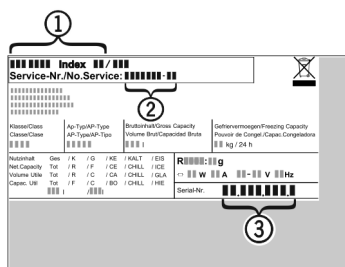 1
Index /
Service-Nr./No.Service: -
2
Klasse/Class Ap-Typ/AP-Type Bruttoinhalt/Gross Capacity Gefriervermoegen/Freezing Capacity
Classe/Clase AP-Type/AP-Tipo Volume Brut/Capacidad Bruta Pouvoir de Congel./Capac.Congeladora
l kg / 24 h
Nutzinhalt Ges / K / G / KE / KALT / EIS
Net.Capacity Tot / R / F / CE / CHILL / ICE
Volume Utile Tot / R / C / CA / CHILL / GLA
Capac. Util Tot / F / C / BO / CHILL / HIE
l / l
R : g
W A - V Hz
Serial-Nr. . . .
3